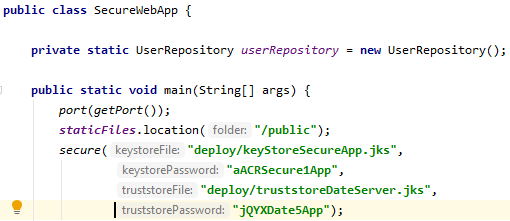 public class SecureWebApp {
private static UserRepository userRepository = new UserRepository();
public static void main(String[] args) {
port(getPort());
staticFiles.location( folder: "/public");
secure( keystoreFile: "deploy/keyStoreSecureApp.jks",
keystorePassword: "aACRSecure1App",
truststoreFile: "deploy/truststoreDateServer.jks",
truststorePassword: "jQYXDate5App");